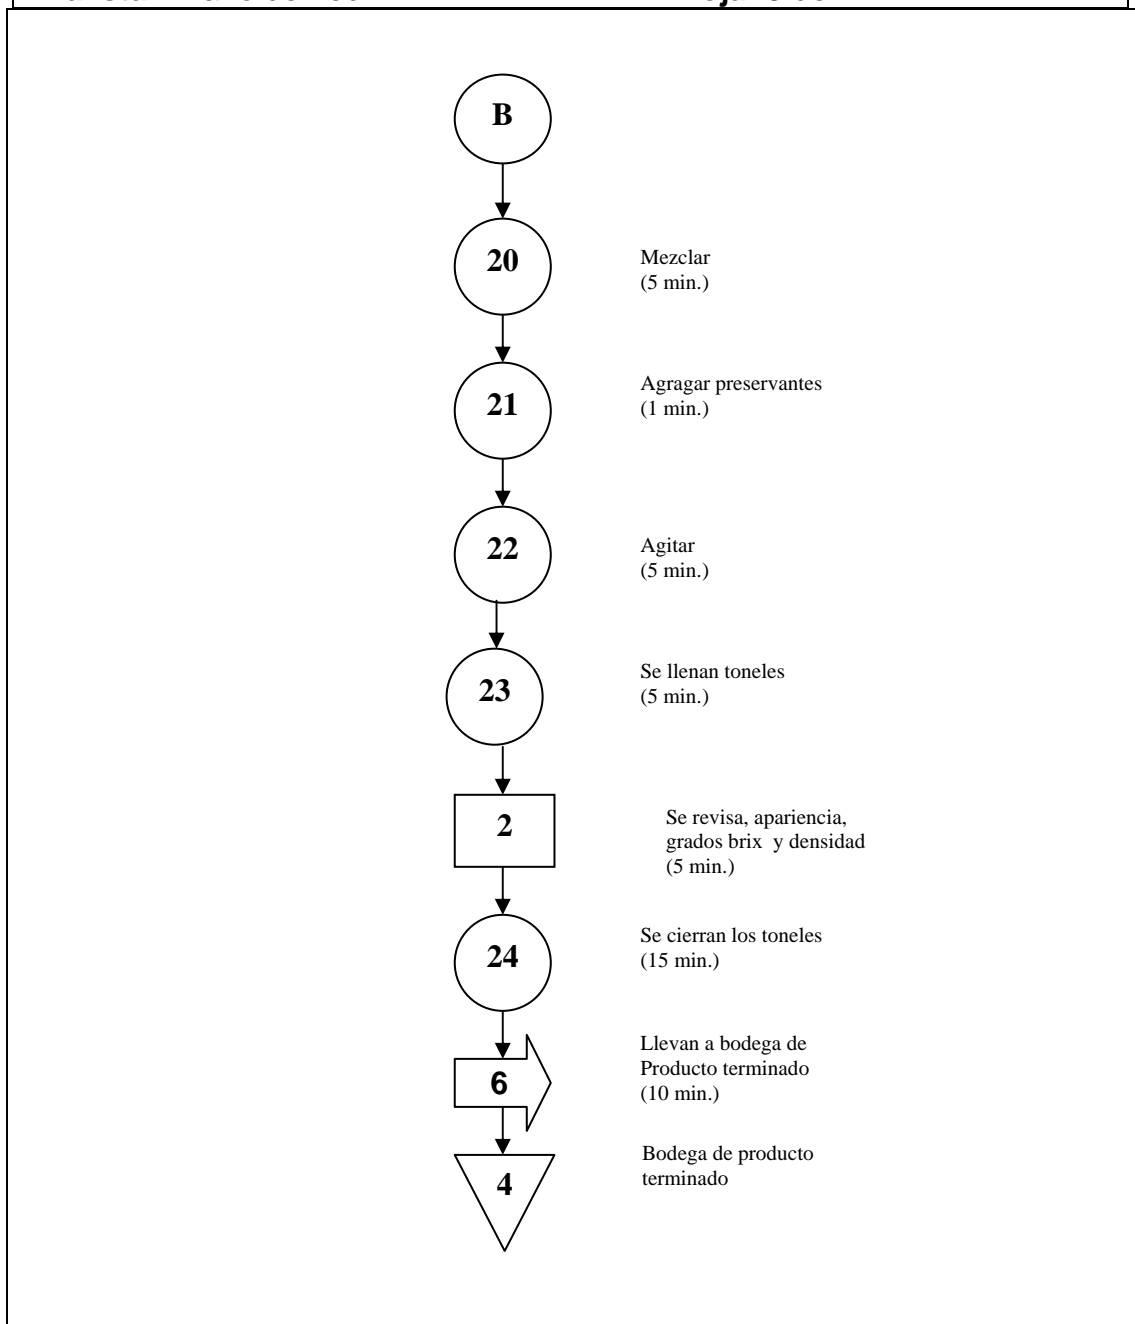 B
20
Mezclar
(5 min.)
21
Agragar preservantes
(1 min.)
22
Agitar
(5 min.)
23
Se llenan toneles
(5 min.)
2
Se revisa, apariencia,
grados brix y densidad
(5 min.)
24
Se cierran los toneles
(15 min.)
6
Llevan a bodega de
Producto terminado
(10 min.)
4
Bodega de producto
terminado